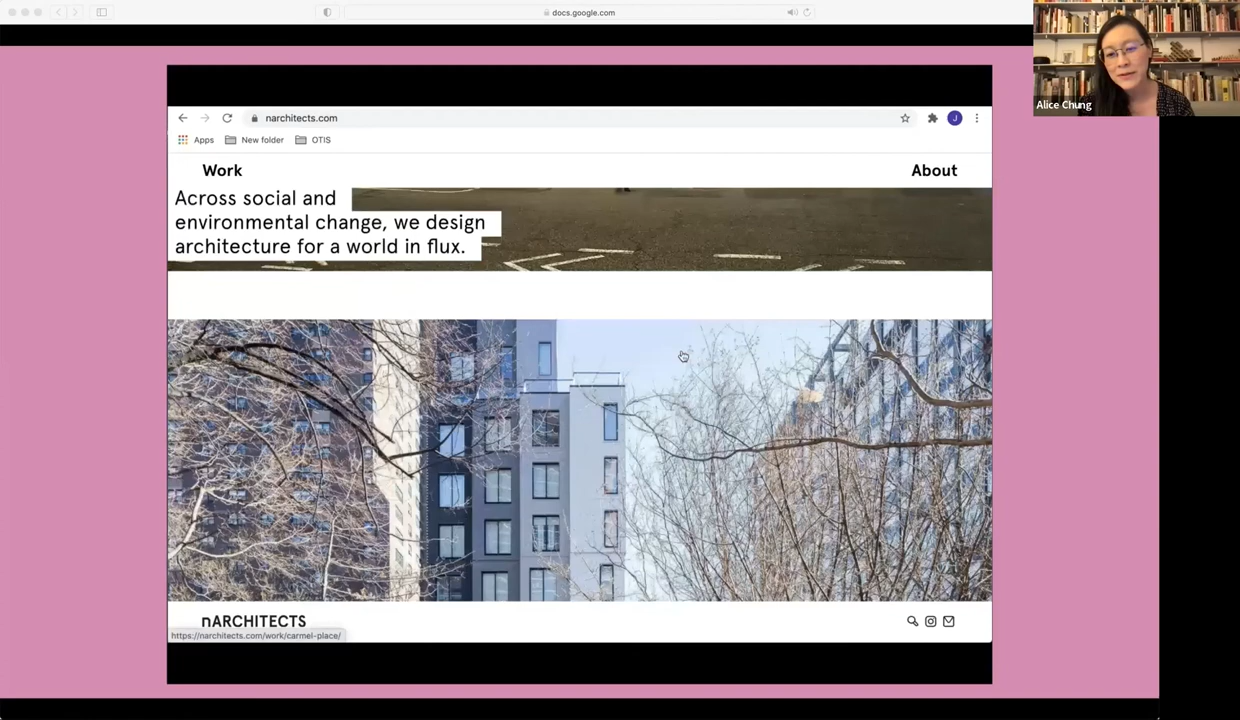 docs.google.com
Alice Chung
narchitects.com
J
Apps
New folder
OTIS
Work
About
Across social and
environmental change, we design
architecture for a world in flux.
nARCHITECTS
https://narchitects.com/work/carmel-place/